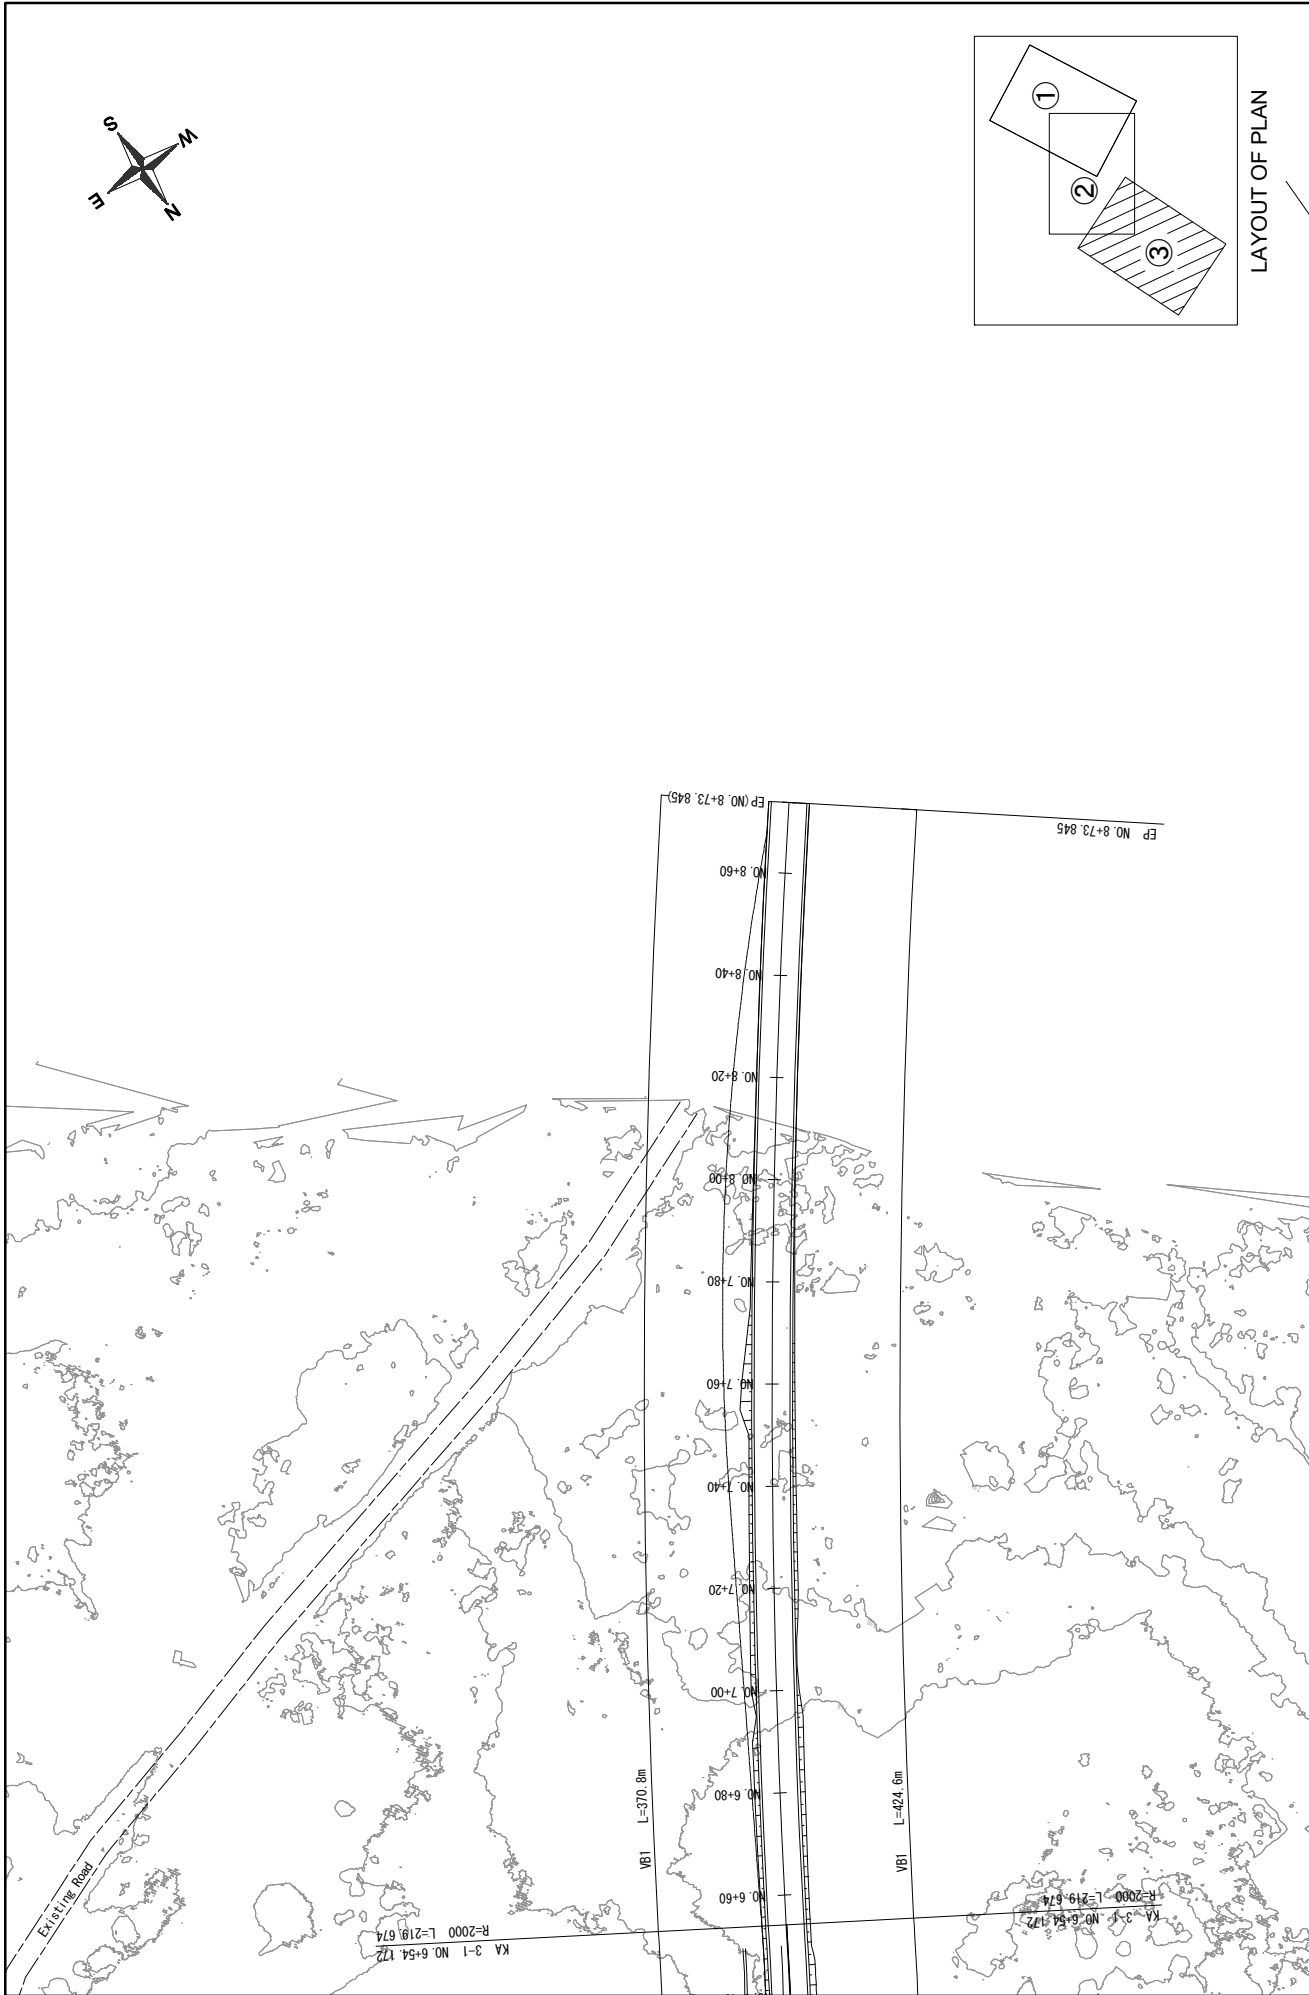 S
W
E
N
①
②
③
LAYOUT OF PLAN
EP(NO.8+73.845)
EP NO.8+73.845
NO.8+60
NO.8+40
NO.8+20
NO.8+00
NO.7+80
NO.7+60
NO.7+40
NO.7+20
NO.7+00
NO.6+80
NO.6+60
VB1 L=370.8m
VB1 L=424.6m
Existing Road
KA 3-1 NO.6+54.172
R=2000 L=219.674
KA 3-1 NO.6+54.172
R=2000 L=219.674